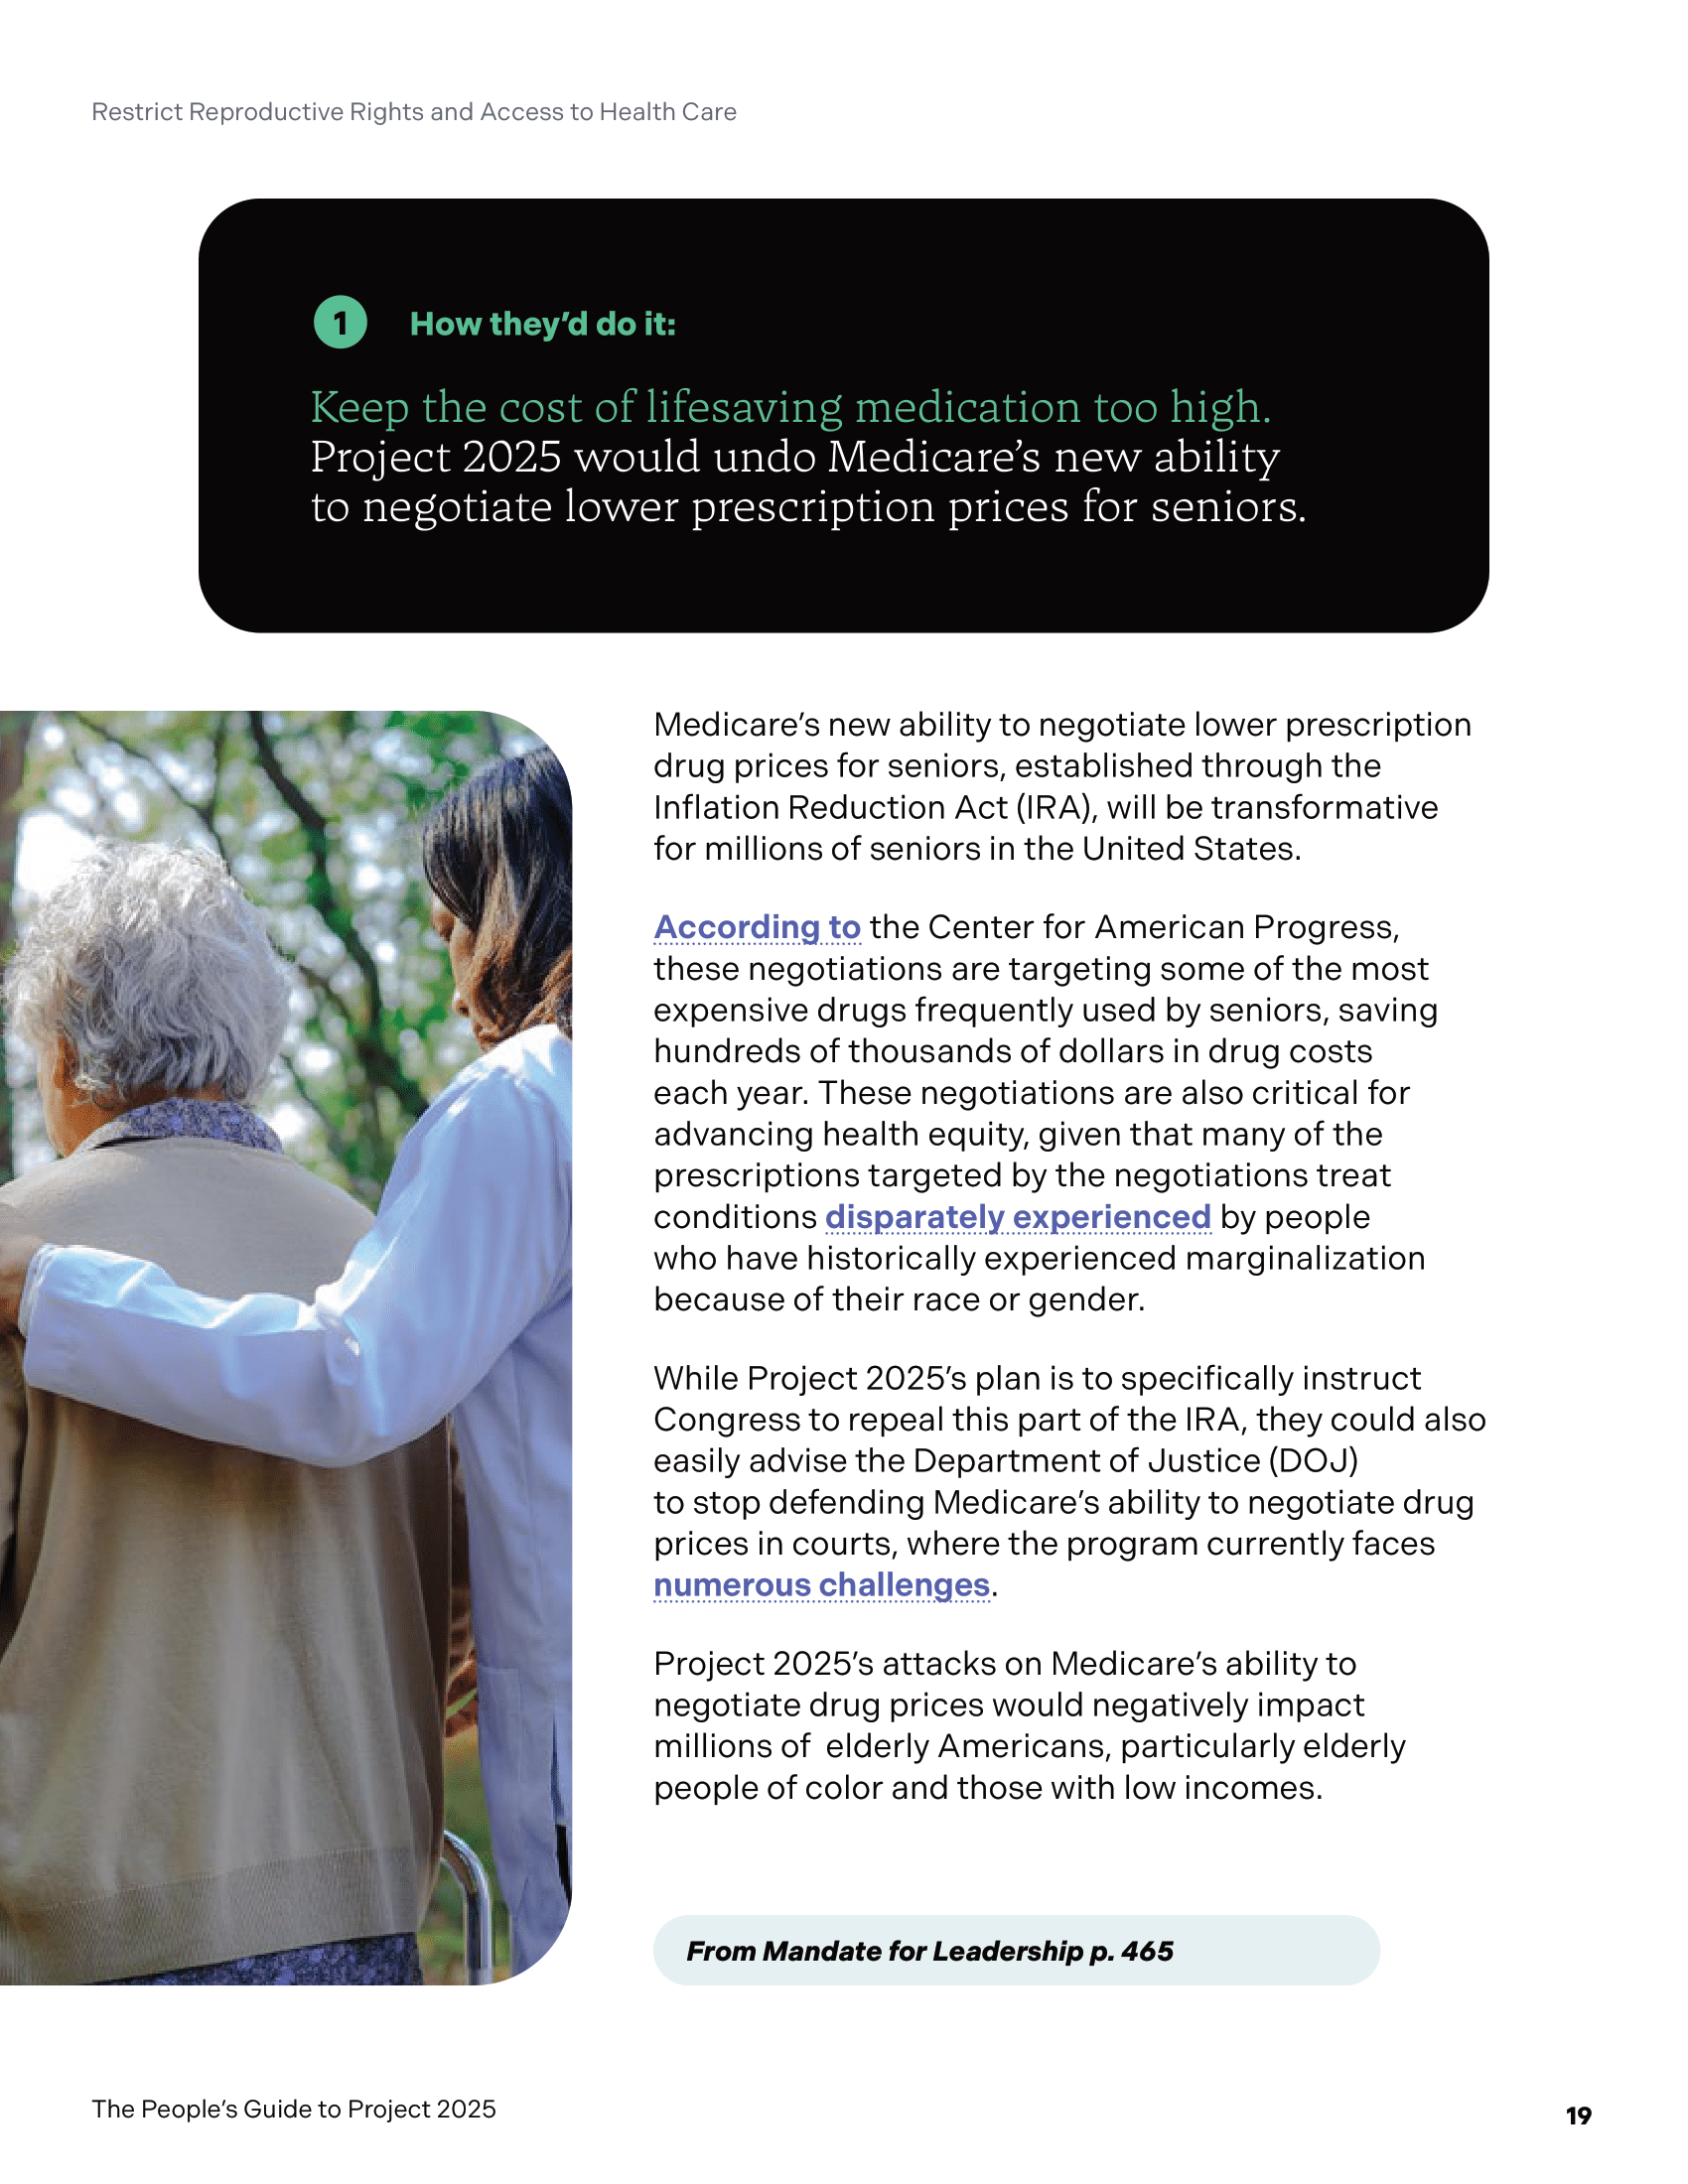 Restrict Reproductive Rights and Access to Health Care
1 How they’d do it:
Keep the cost of lifesaving medication too high.
Project 2025 would undo Medicare’s new ability
to negotiate lower prescription prices for seniors.
Medicare’s new ability to negotiate lower prescription
drug prices for seniors, established through the
Inflation Reduction Act (IRA), will be transformative
for millions of seniors in the United States.
According to the Center for American Progress,
these negotiations are targeting some of the most
expensive drugs frequently used by seniors, saving
hundreds of thousands of dollars in drug costs
each year. These negotiations are also critical for
advancing health equity, given that many of the
prescriptions targeted by the negotiations treat
conditions disparately experienced by people
who have historically experienced marginalization
because of their race or gender.
While Project 2025’s plan is to specifically instruct
Congress to repeal this part of the IRA, they could also
easily advise the Department of Justice (DOJ)
to stop defending Medicare’s ability to negotiate drug
prices in courts, where the program currently faces
numerous challenges.
Project 2025’s attacks on Medicare’s ability to
negotiate drug prices would negatively impact
millions of  elderly Americans, particularly elderly
people of color and those with low incomes.
From Mandate for Leadership p. 465
The People’s Guide to Project 2025
19